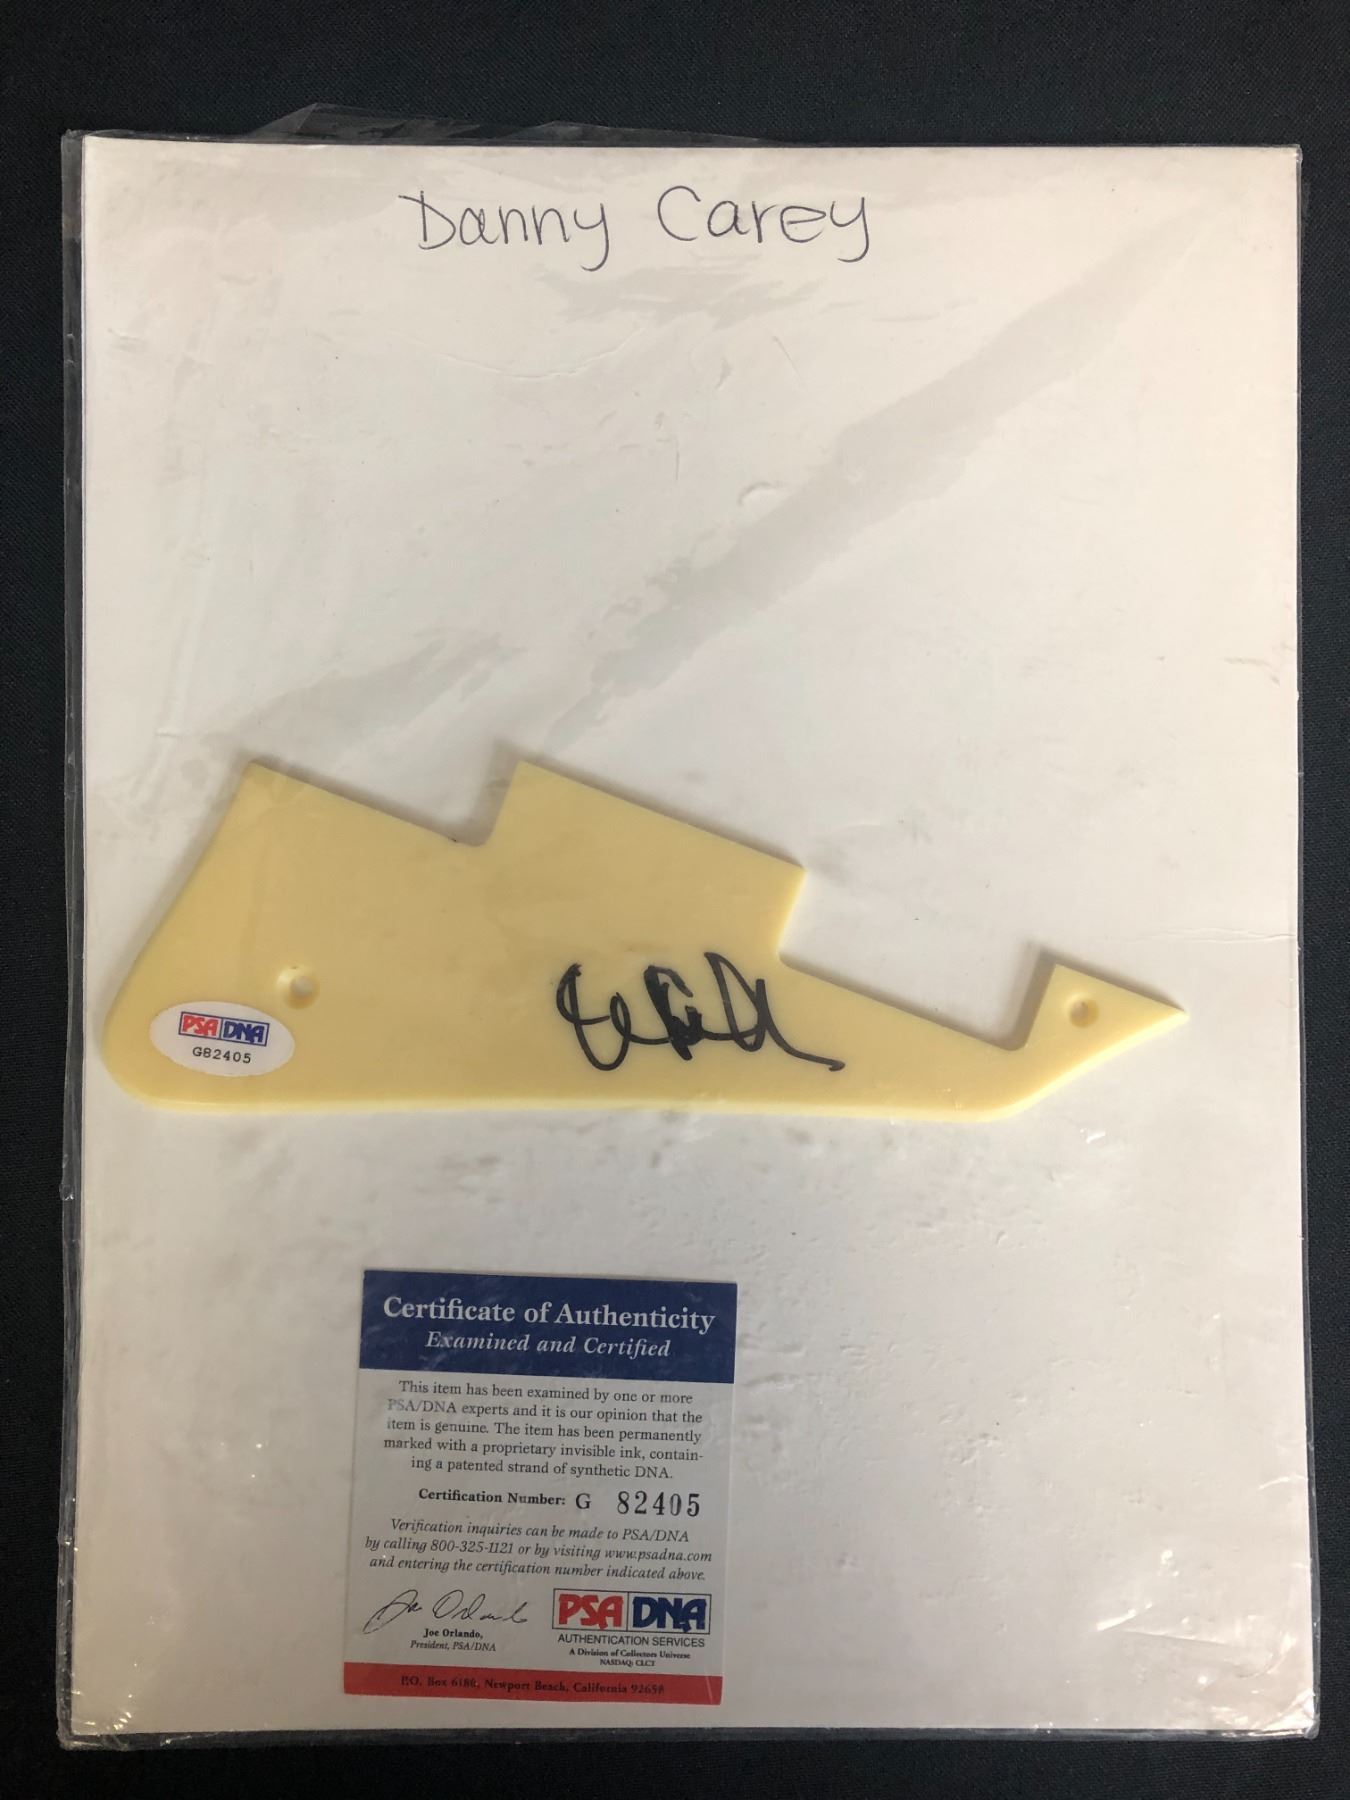 Danny Carey
PSA DNA
G82405
Certificate of Authenticity
Examined and Certified
This item has been examined by one or more
PSA/DNA experts and it is our opinion that the
item is genuine. The item has been permanently
marked with a proprietary invisible ink, contain-
ing a patented strand of synthetic DNA.
Certification Number: G 82405
Verification inquiries can be made to PSA/DNA
by calling 800-325-1121 or by visiting www.psadna.com
and entering the certification number indicated above.
Joe Orlando
Joe Orlando,
President, PSA/DNA
PSA DNA
AUTHENTICATION SERVICES
A Division of Collectors Universe
NASDAQ: CLCT
P.O. Box 6180, Newport Beach, California 92658